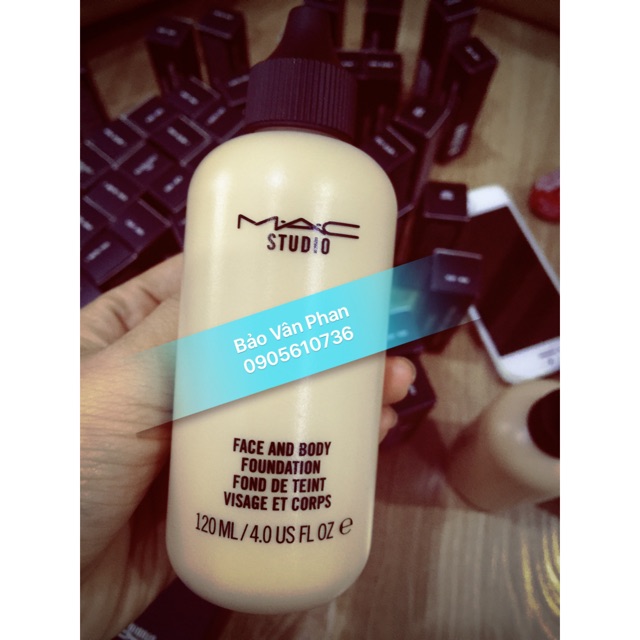 M·A·C
STUDIO
Bảo Vân Phan
0905610736
FACE AND BODY
FOUNDATION
FOND DE TEINT
VISAGE ET CORPS
120 ML / 4.0 US FL OZ ℮